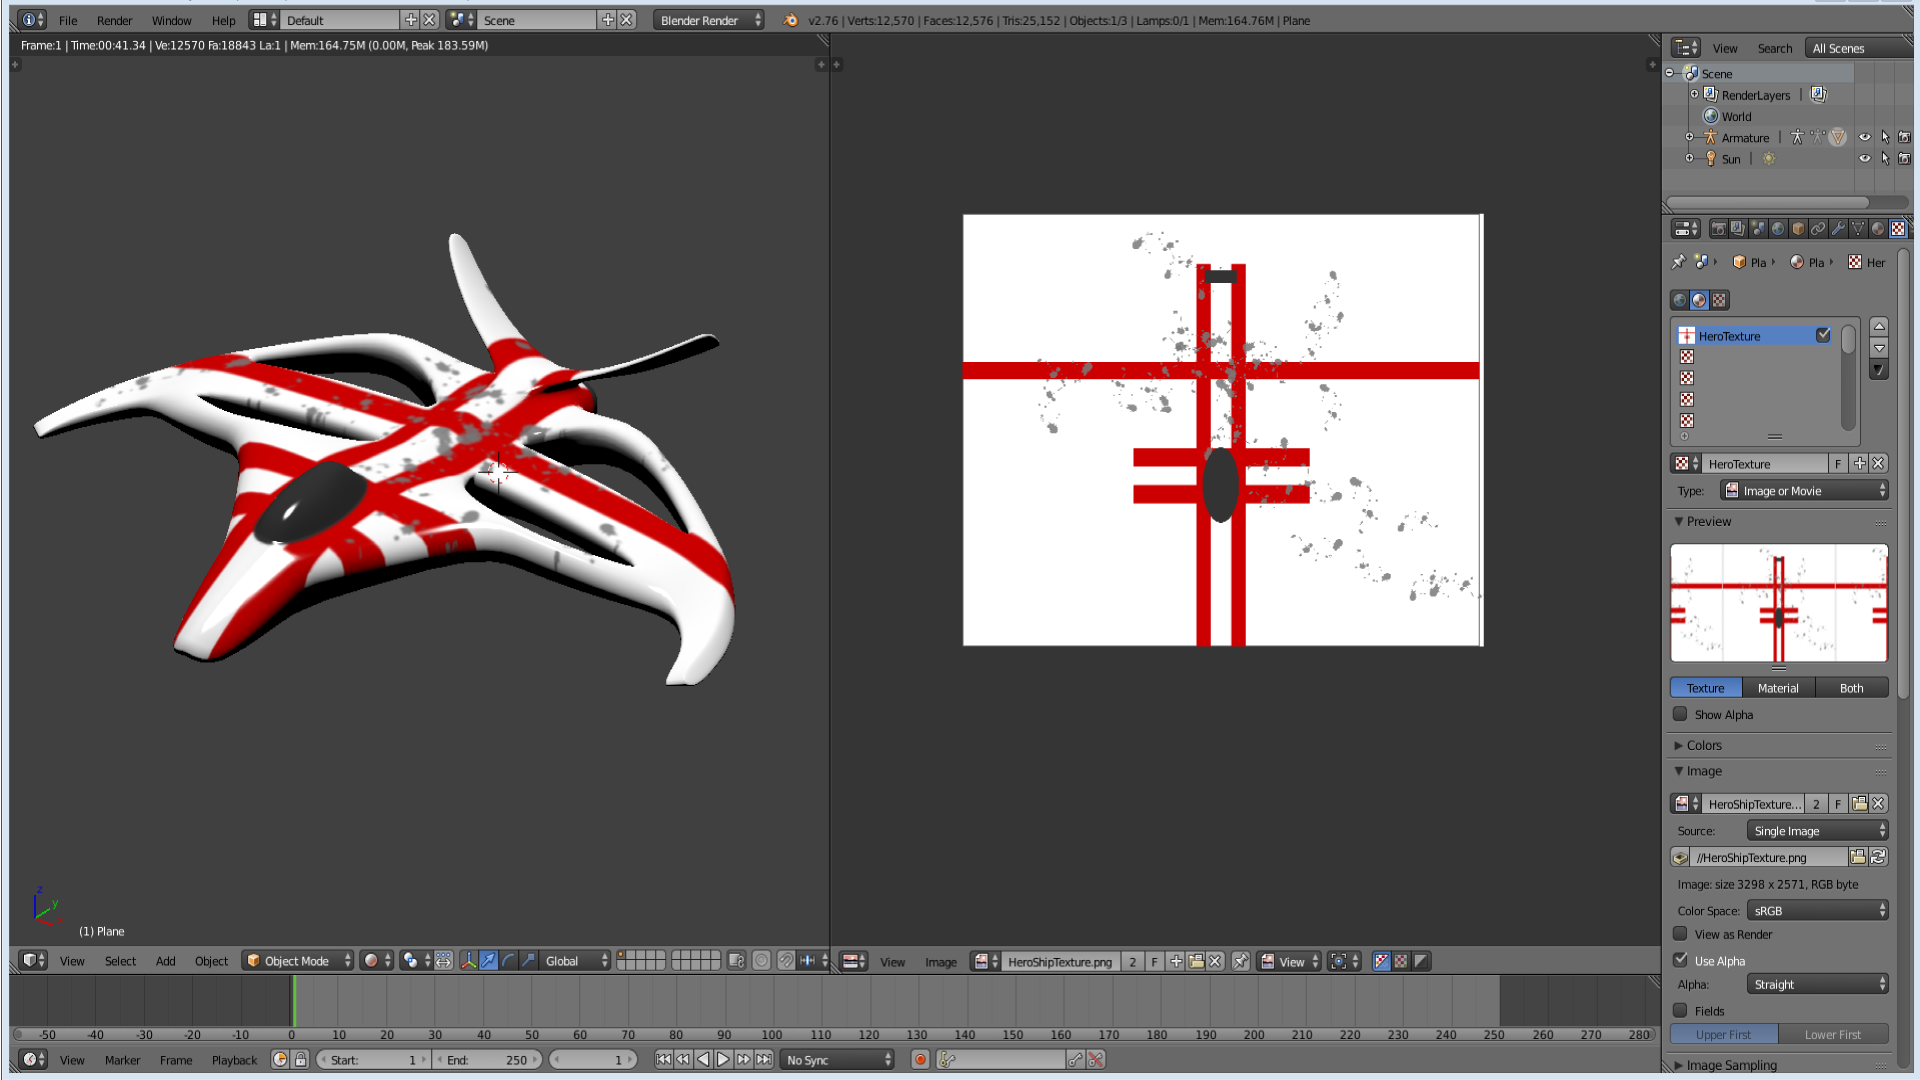 File Render Window Help Default Scene Blender Render v2.76 | Verts:12,570 | Faces:12,576 | Tris:25,152 | Objects:1/3 | Lamps:0/1 | Mem:164.76M | Plane
Frame:1 | Time:00:41.34 | Ve:12570 Fa:18843 La:1 | Mem:164.75M (0.00M, Peak 183.59M)
View Search All Scenes
Scene
RenderLayers |
World
Armature |
Sun |
Pla Pla Her
HeroTexture
HeroTexture F
Type: Image or Movie
Preview
Texture Material Both
Show Alpha
Colors
Image
HeroShipTexture... 2 F
Source: Single Image
//HeroShipTexture.png
Image: size 3298 x 2571, RGB byte
Color Space: sRGB
View as Render
Use Alpha
Alpha: Straight
Fields
Upper First Lower First
Image Sampling
z
y
x
(1) Plane
View Select Add Object Object Mode Global
View Image HeroShipTexture.png 2 F View
-50 -40 -30 -20 -10 0 10 20 30 40 50 60 70 80 90 100 110 120 130 140 150 160 170 180 190 200 210 220 230 240 250 260 270 280
View Marker Frame Playback Start: 1 End: 250 1 No Sync